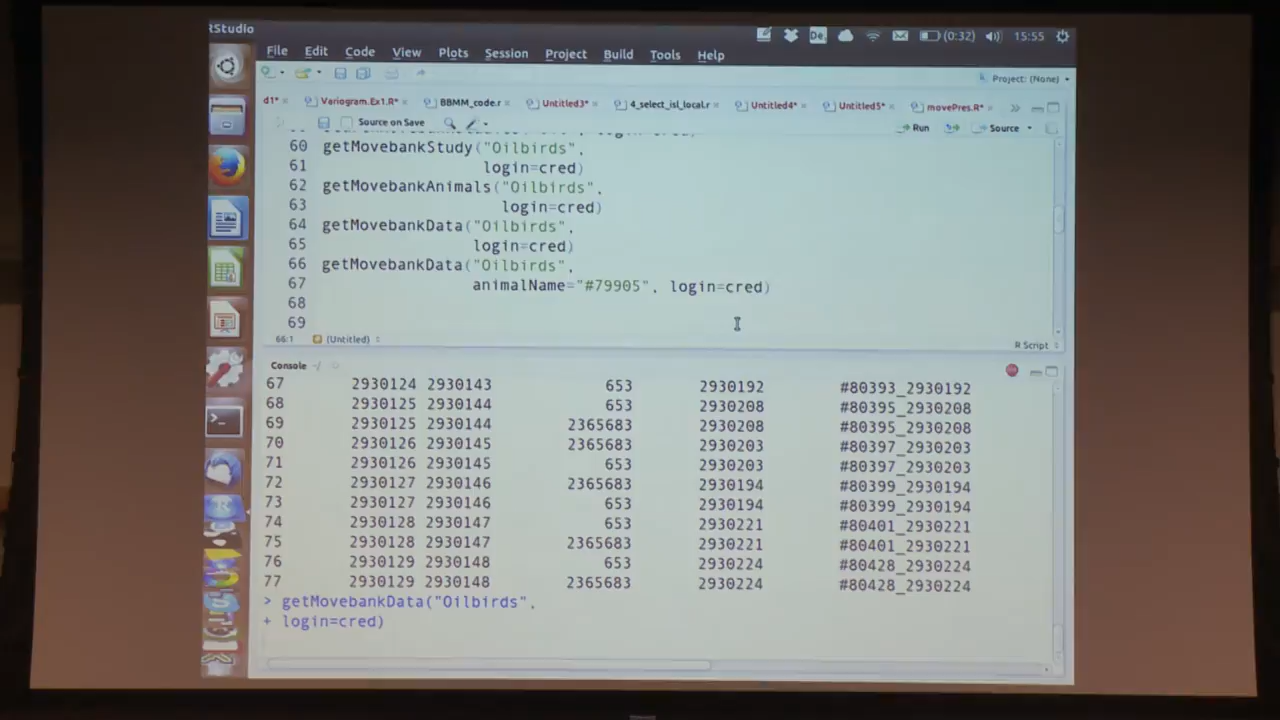 RStudio
De (0:32) 15:55
File Edit Code View Plots Session Project Build Tools Help
Project: (None)
d1* Variogram.Ex1.R* BBMM_code.r Untitled3* 4_select_isl_local.r Untitled4* Untitled5* movePres.R*
Source on Save Run Source
60 getMovebankStudy("Oilbirds",
61 login=cred)
62 getMovebankAnimals("Oilbirds",
63 login=cred)
64 getMovebankData("Oilbirds",
65 login=cred)
66 getMovebankData("Oilbirds",
67 animalName="#79905", login=cred)
68
69
66:1 (Untitled) R Script
Console ~/
67 2930124 2930143 653 2930192 #80393_2930192
68 2930125 2930144 653 2930208 #80395_2930208
69 2930125 2930144 2365683 2930208 #80395_2930208
70 2930126 2930145 2365683 2930203 #80397_2930203
71 2930126 2930145 653 2930203 #80397_2930203
72 2930127 2930146 2365683 2930194 #80399_2930194
73 2930127 2930146 653 2930194 #80399_2930194
74 2930128 2930147 653 2930221 #80401_2930221
75 2930128 2930147 2365683 2930221 #80401_2930221
76 2930129 2930148 653 2930224 #80428_2930224
77 2930129 2930148 2365683 2930224 #80428_2930224
> getMovebankData("Oilbirds",
+ login=cred)